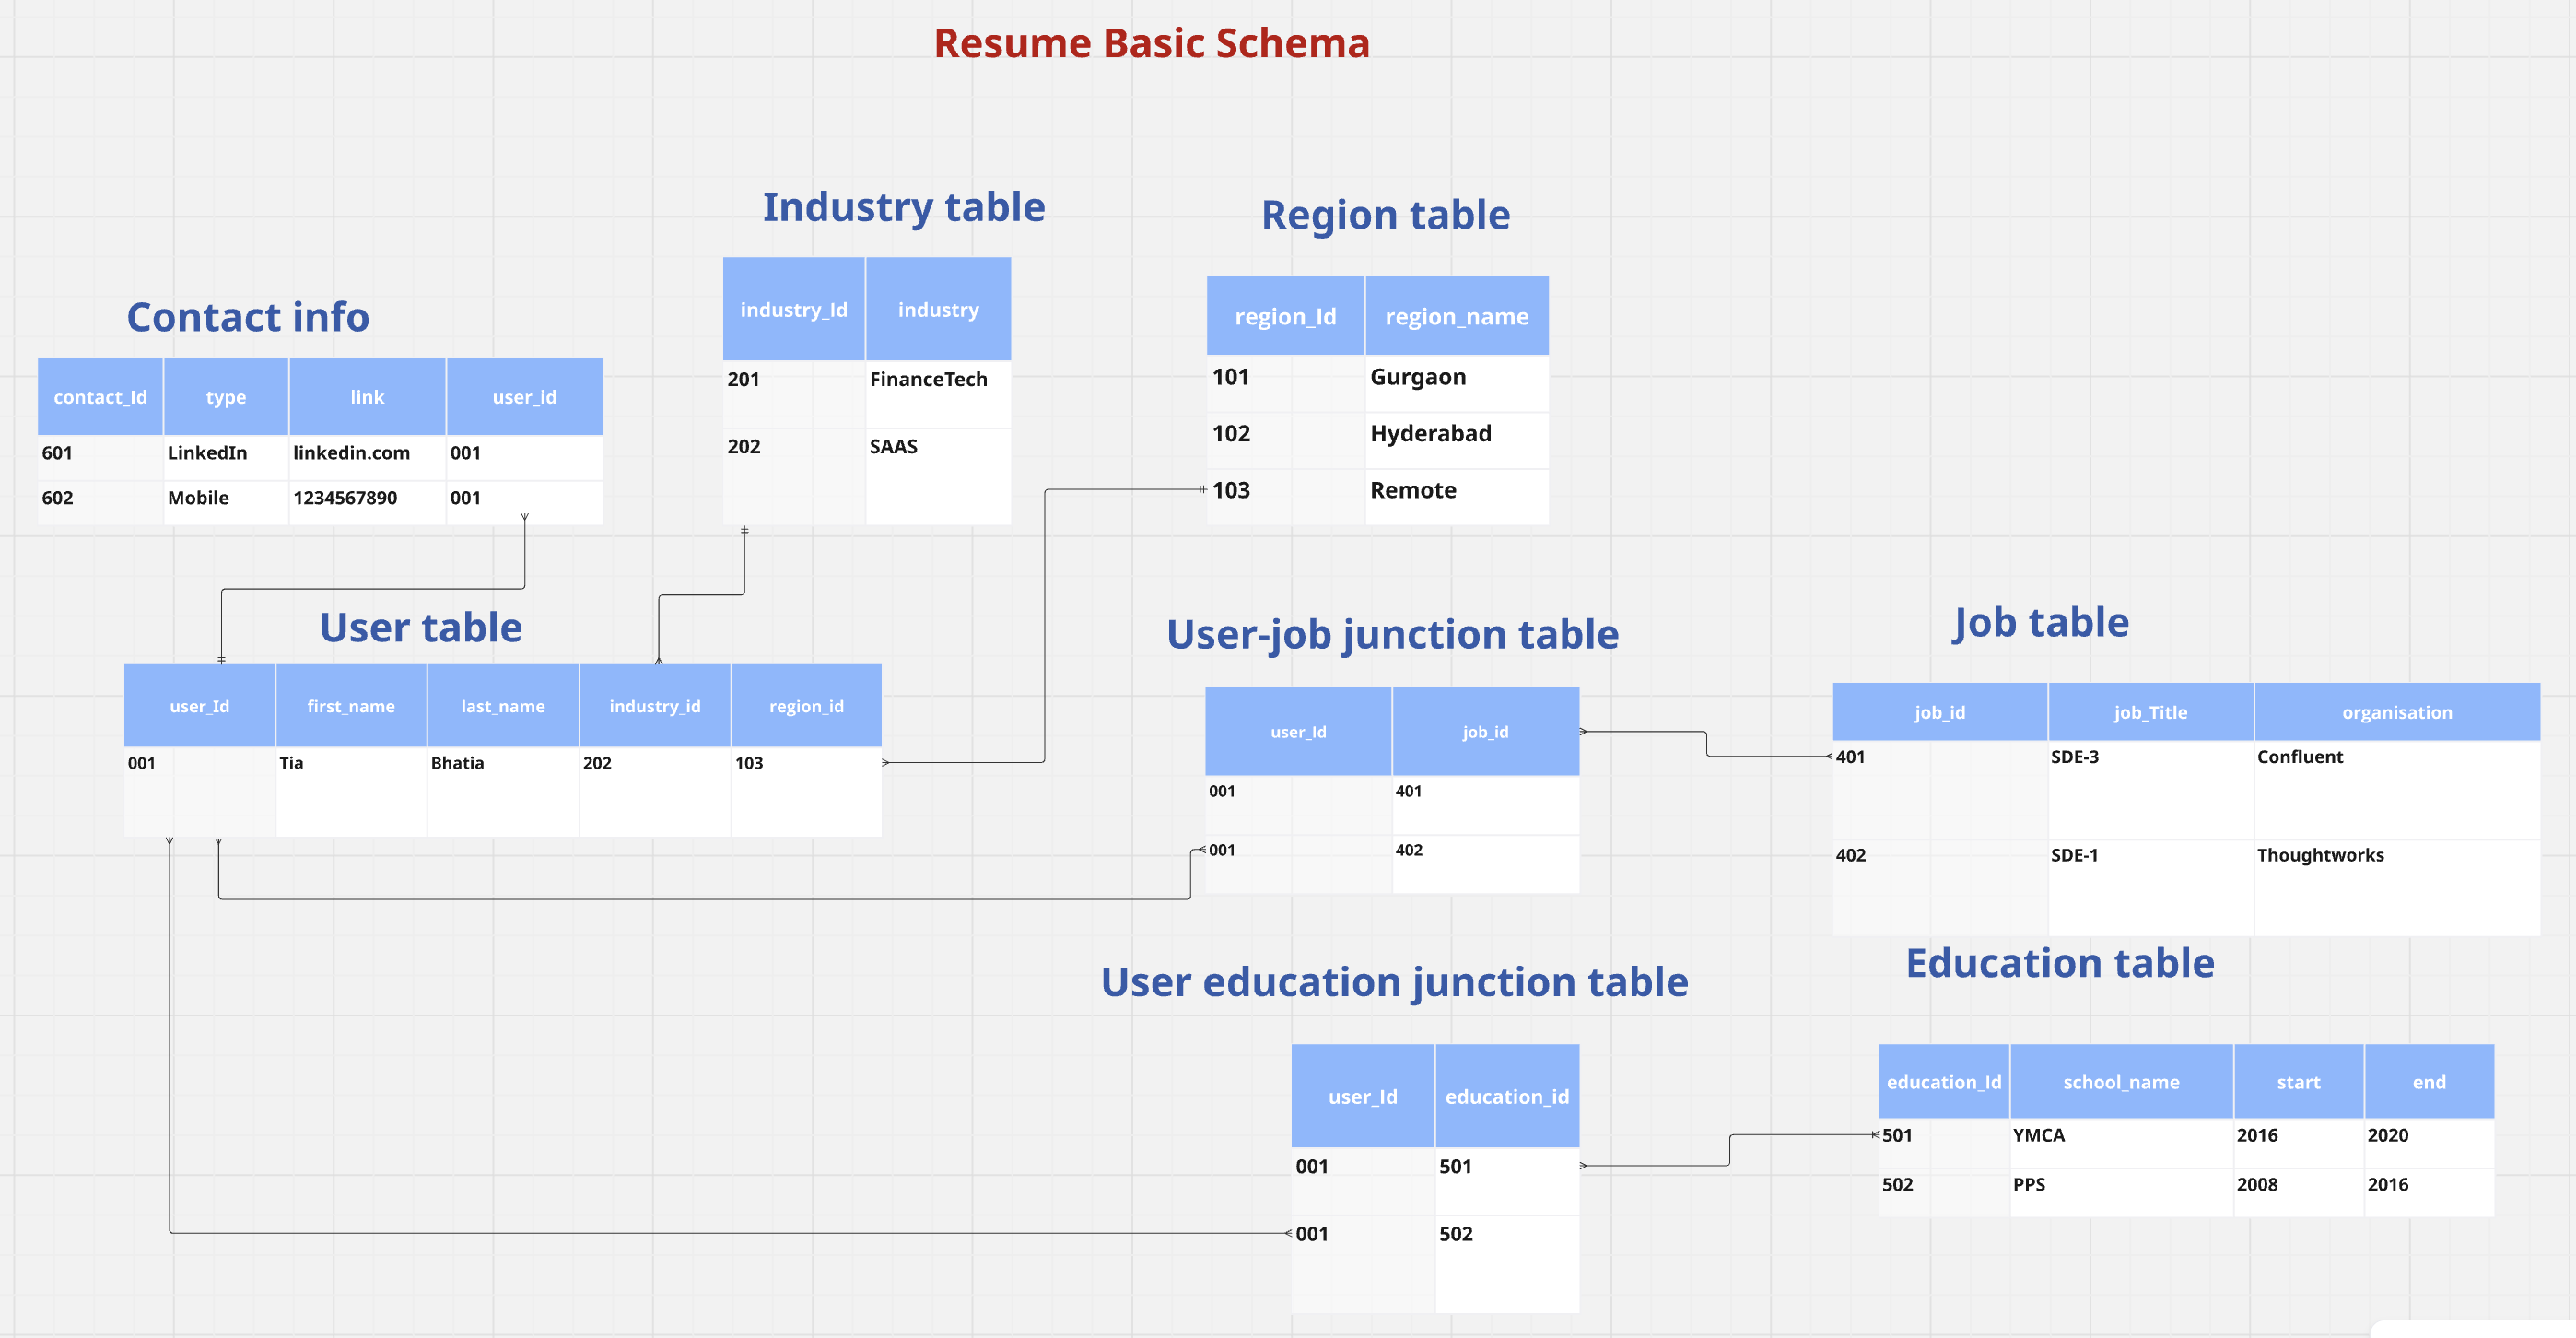 Resume Basic Schema
Industry table
Region table
Contact info
industry_Id industry
201 FinanceTech
202 SAAS
region_Id region_name
101 Gurgaon
102 Hyderabad
103 Remote
contact_Id type link user_id
601 LinkedIn linkedin.com 001
602 Mobile 1234567890 001
User table
user_Id first_name last_name industry_id region_id
001 Tia Bhatia 202 103
User-job junction table
user_Id job_id
001 401
001 402
Job table
job_id job_Title organisation
401 SDE-3 Confluent
402 SDE-1 Thoughtworks
User education junction table
user_Id education_id
001 501
001 502
Education table
education_Id school_name start end
501 YMCA 2016 2020
502 PPS 2008 2016